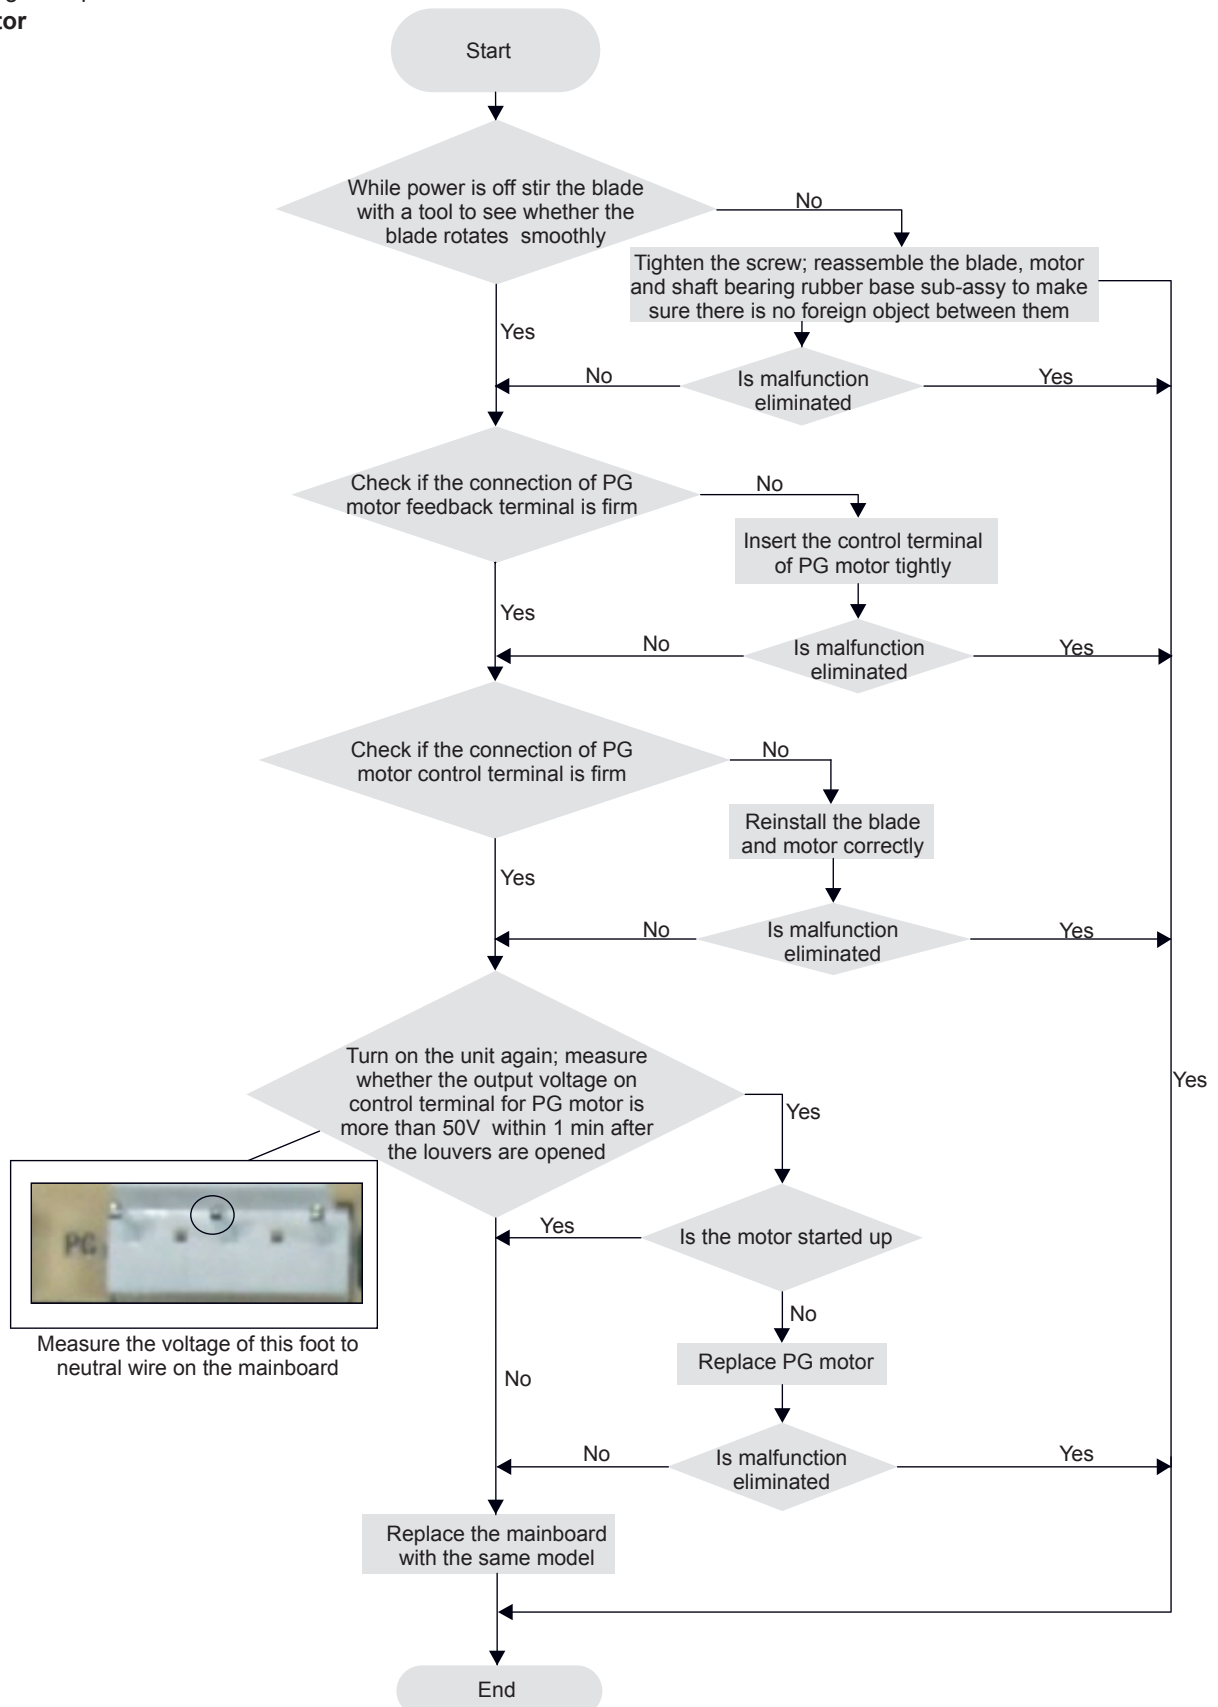 tor
Start
While power is off stir the blade
with a tool to see whether the
blade rotates smoothly
No
Tighten the screw; reassemble the blade, motor
and shaft bearing rubber base sub-assy to make
sure there is no foreign object between them
Yes
No
Is malfunction
eliminated
Yes
Check if the connection of PG
motor feedback terminal is firm
No
Insert the control terminal
of PG motor tightly
Yes
No
Is malfunction
eliminated
Yes
Check if the connection of PG
motor control terminal is firm
No
Reinstall the blade
and motor correctly
Yes
No
Is malfunction
eliminated
Yes
Turn on the unit again; measure
whether the output voltage on
control terminal for PG motor is
more than 50V within 1 min after
the louvers are opened
Yes
Yes
PG
Yes
Is the motor started up
Measure the voltage of this foot to
neutral wire on the mainboard
No
No
Replace PG motor
No
Is malfunction
eliminated
Yes
Replace the mainboard
with the same model
End